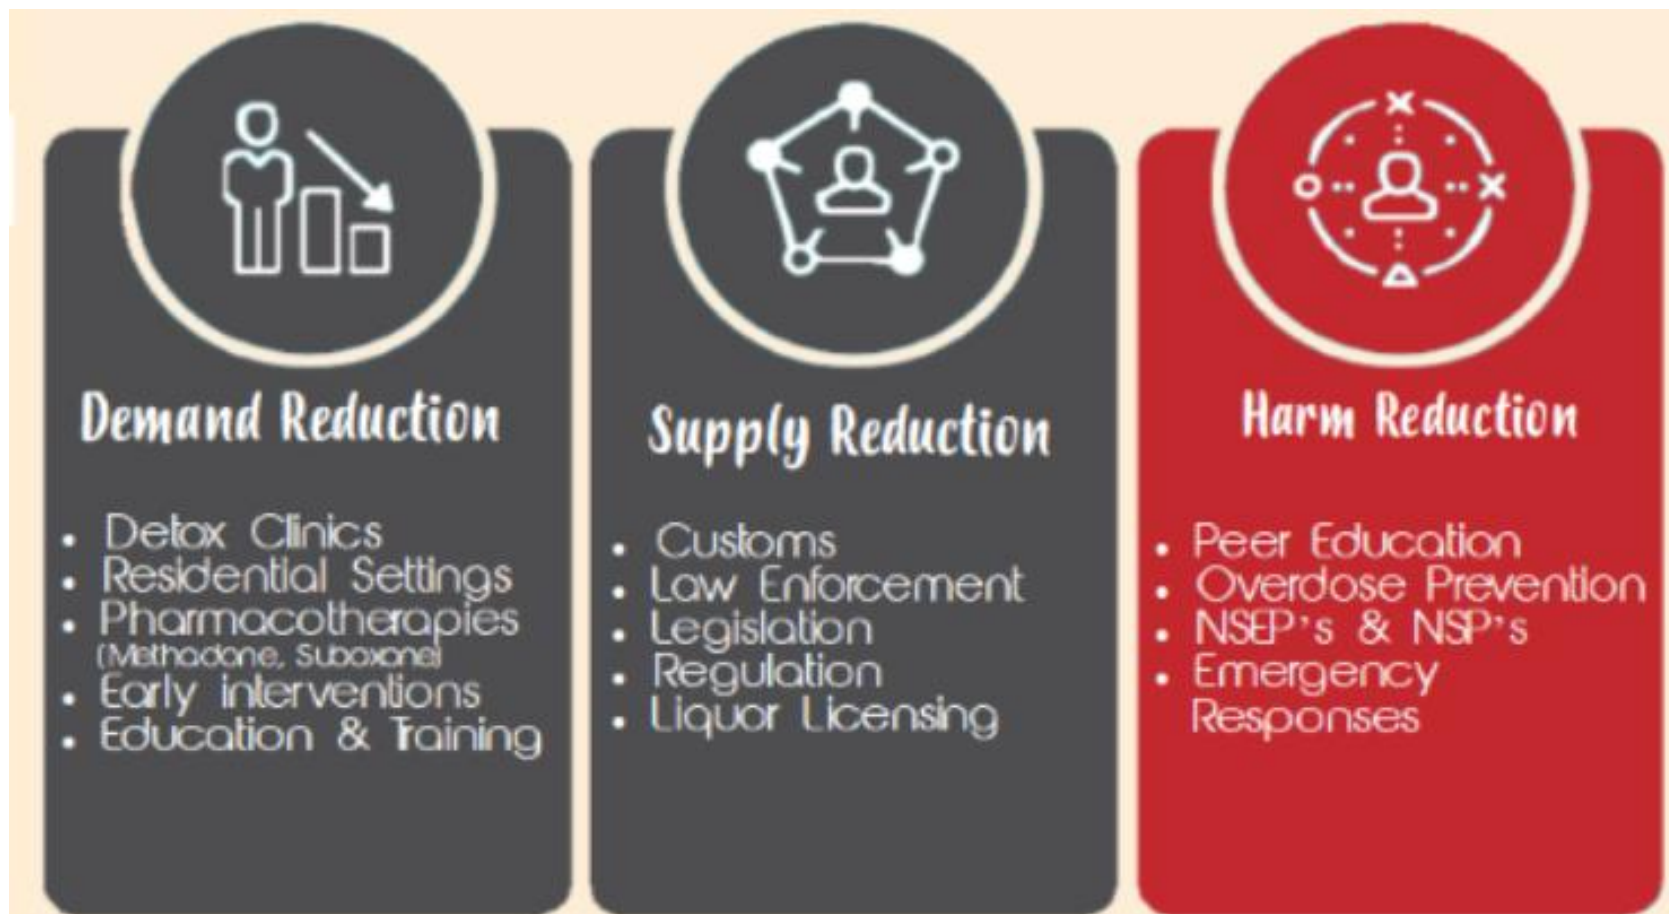 Demand Reduction
• Detox Clinics
• Residential Settings
• Pharmacotherapies
(Methadone, Suboxone)
• Early interventions
• Education & Training
Supply Reduction
• Customs
• Law Enforcement
• Legislation
• Regulation
• Liquor Licensing
Harm Reduction
• Peer Education
• Overdose Prevention
• NSEP's & NSP's
• Emergency
Responses